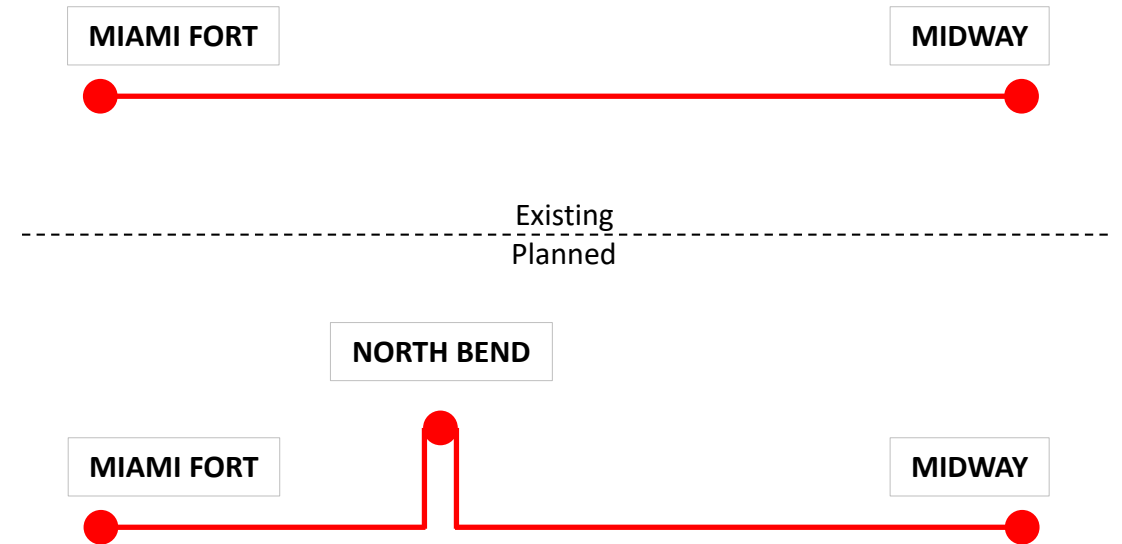 MIAMI FORT
MIDWAY
Existing
Planned
NORTH BEND
MIAMI FORT
MIDWAY